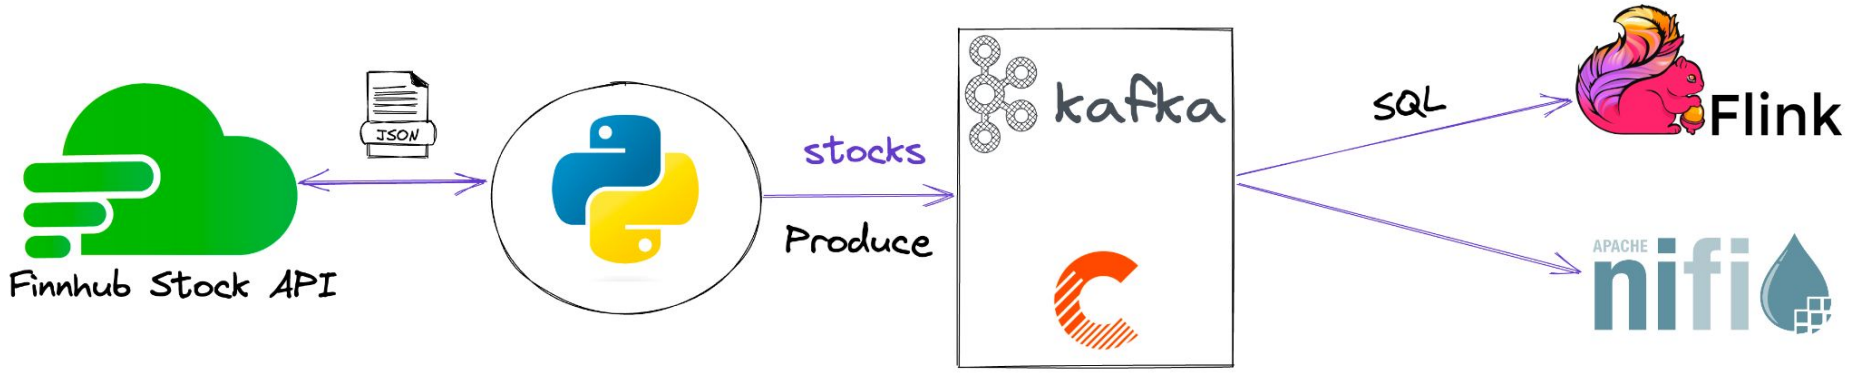 Finnhub Stock API
JSON
stocks
Produce
kafka
SQL
Flink
APACHE
nifi